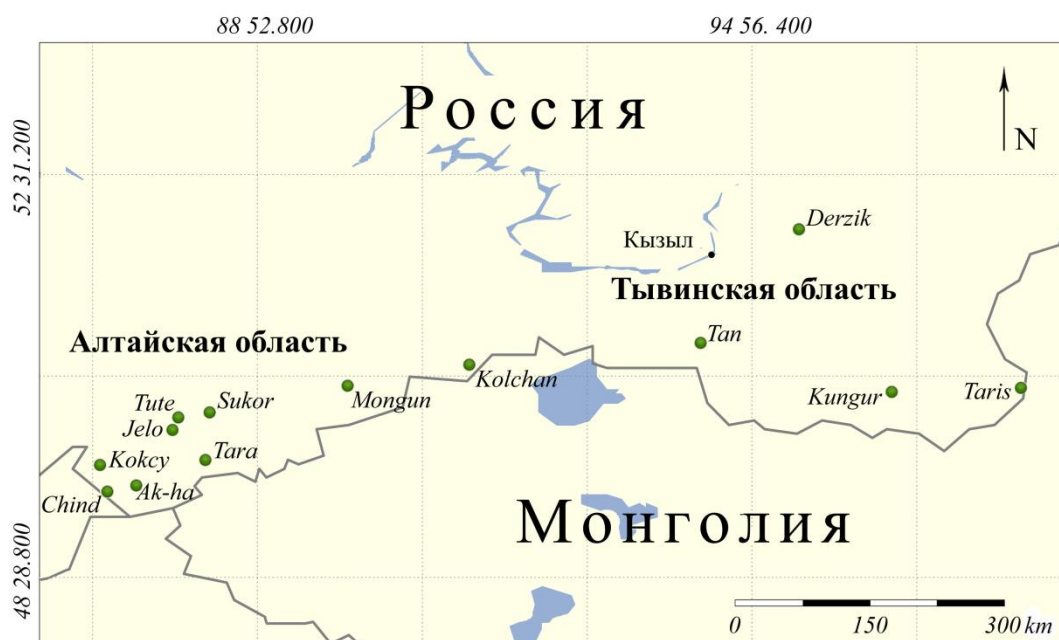 88 52.800
94 56. 400
Россия
N
52 31.200
Derzik
Кызыл
Тывинская область
Алтайская область
Tan
Kolchan
Mongun
Kungur
Taris
Tute
Sukor
Jelo
Tara
Kokcy
Ak-ha
Chind
Монголия
48 28.800
0 150 300 km